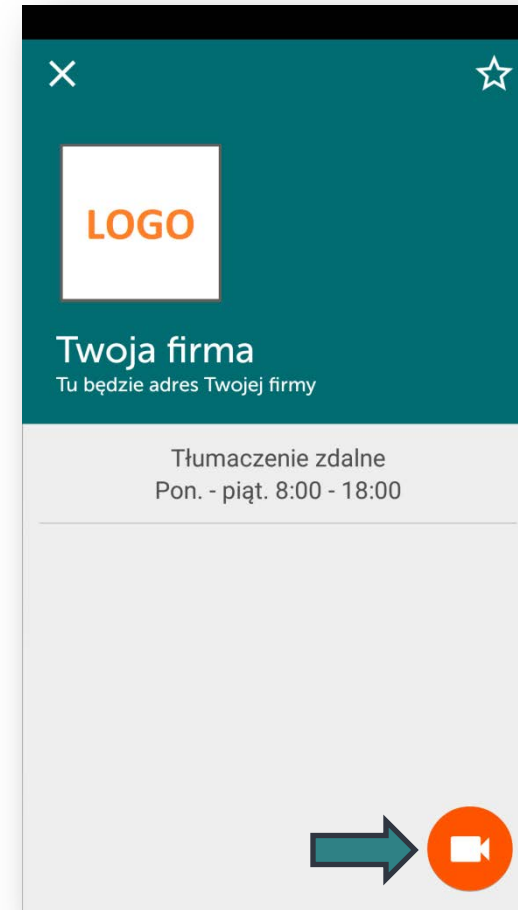 LOGO
Twoja firma
Tu będzie adres Twojej firmy
Tłumaczenie zdalne
Pon. - piąt. 8:00 - 18:00